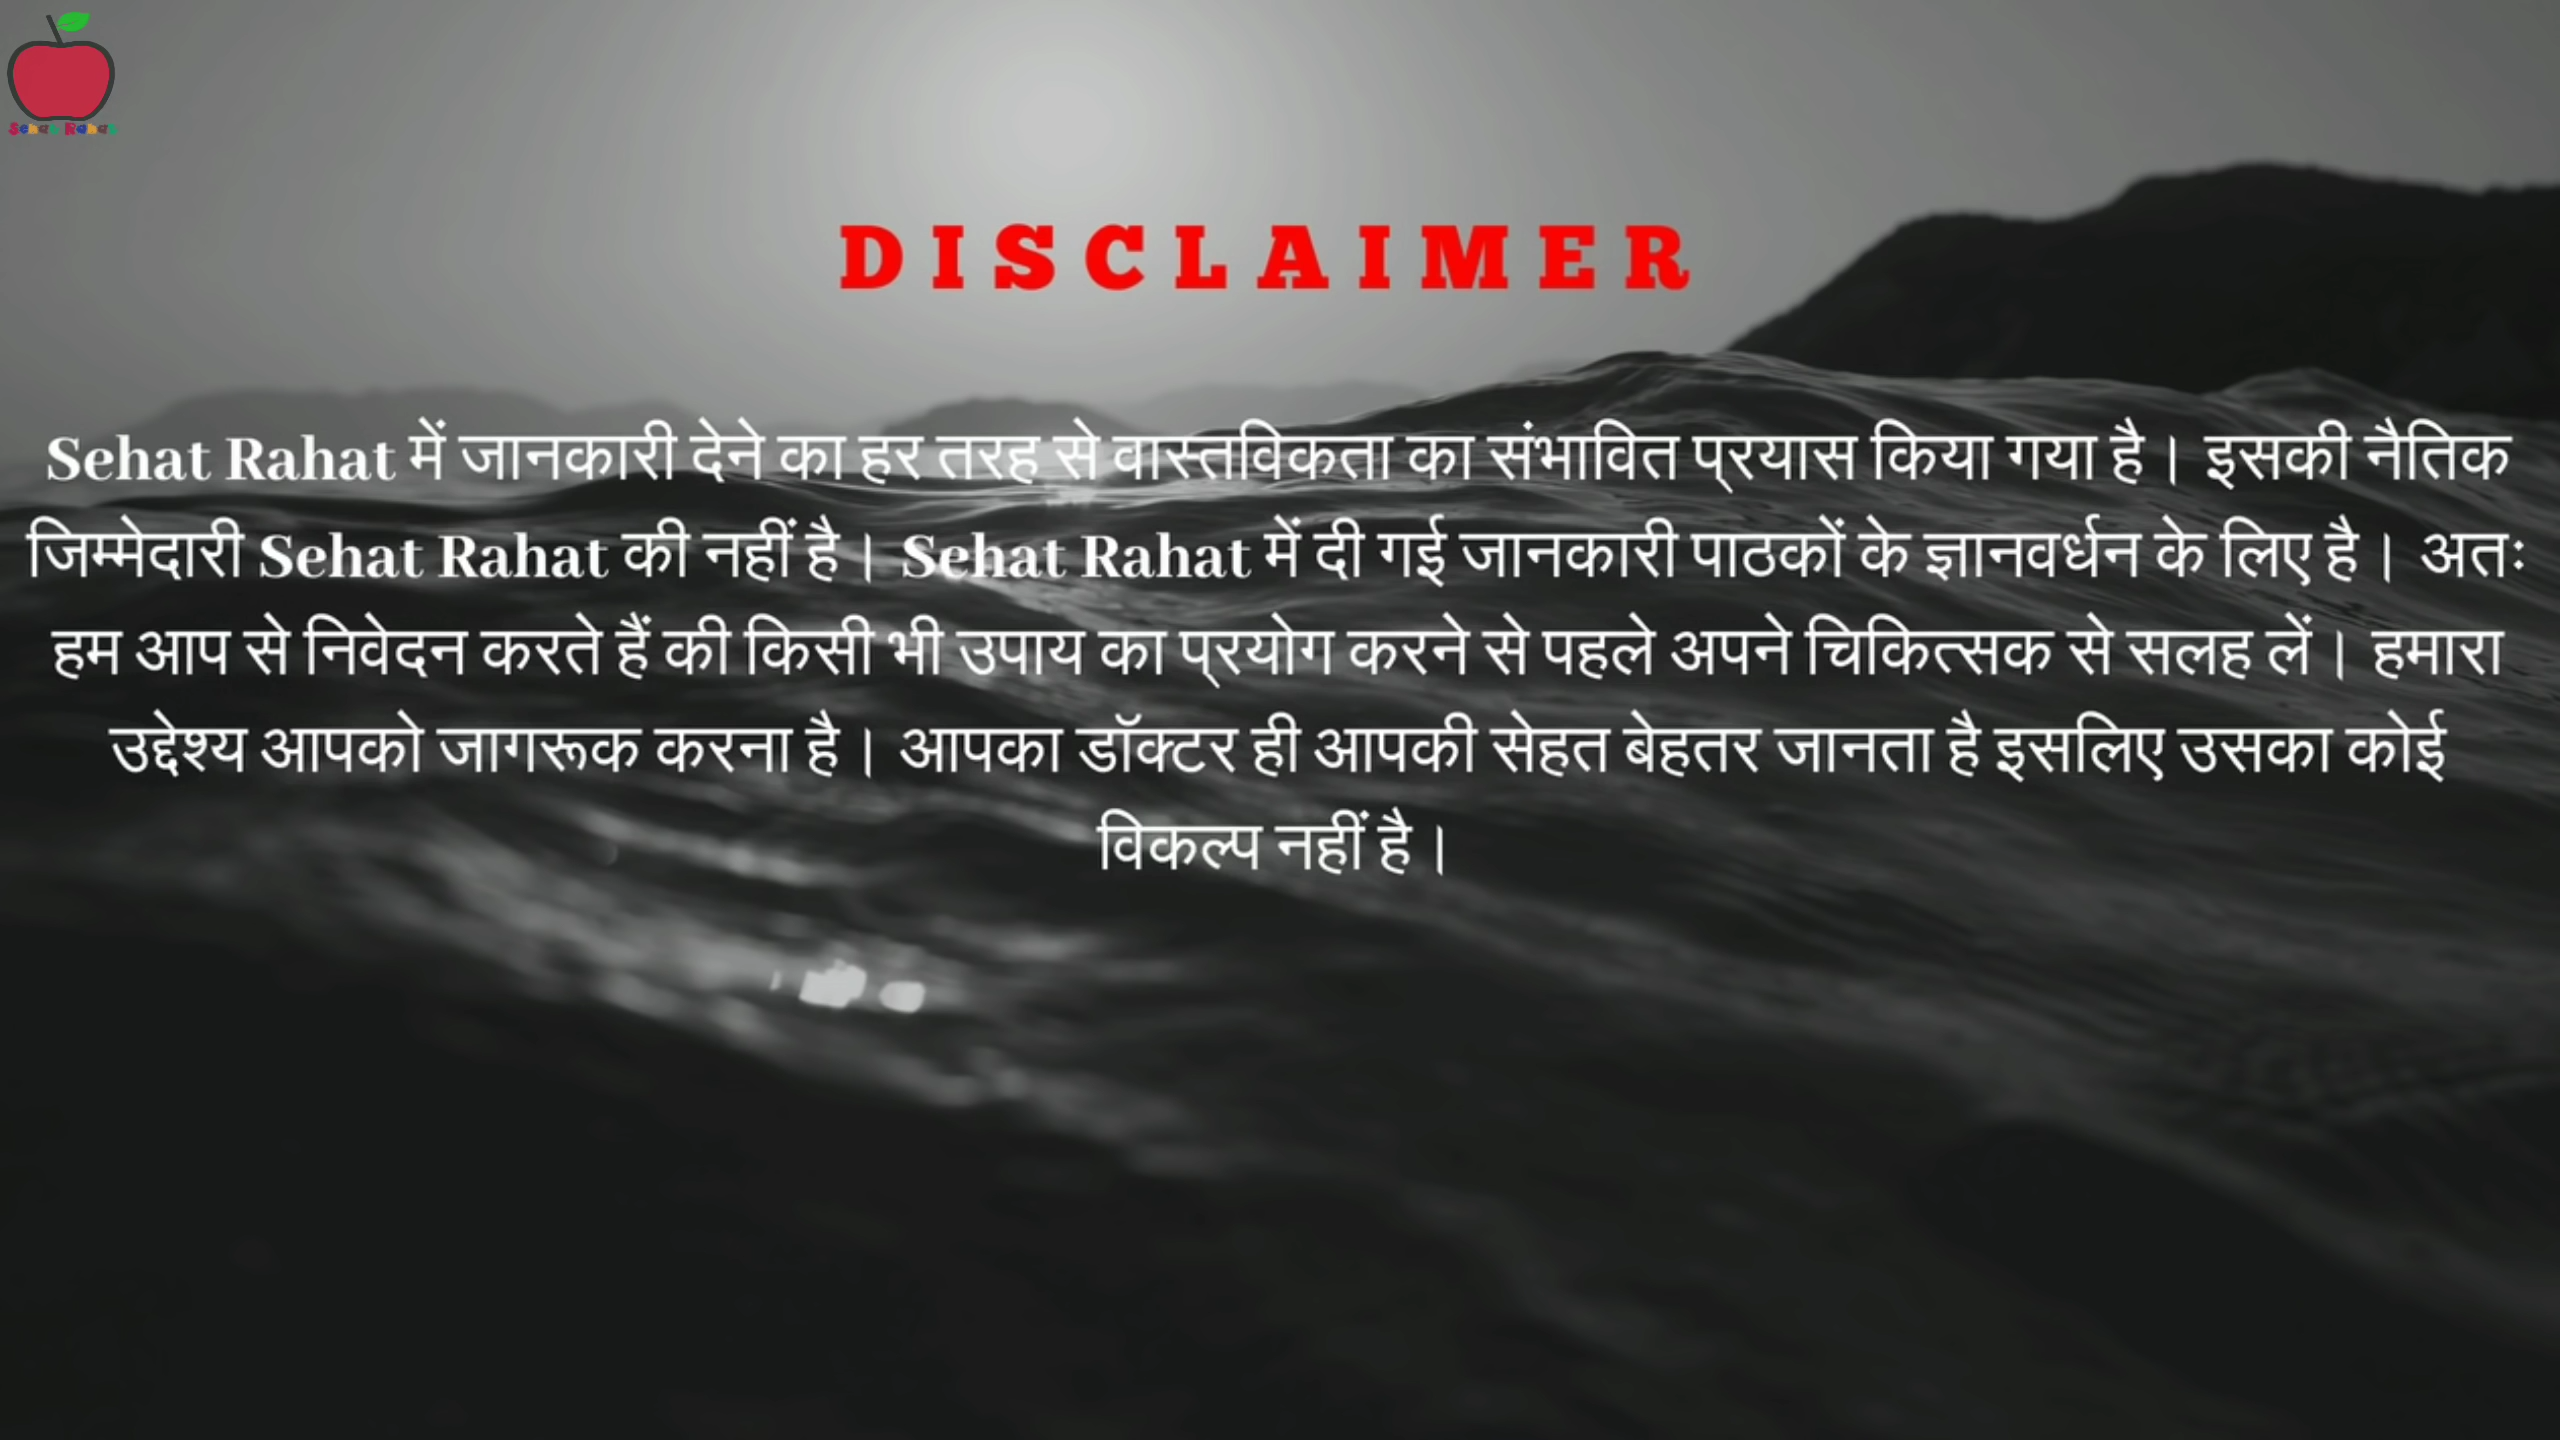 Sehat Rahat
DISCLAIMER
Sehat Rahat में जानकारी देने का हर तरह से वास्तविकता का संभावित प्रयास किया गया है। इसकी नैतिक
जिम्मेदारी Sehat Rahat की नहीं है। Sehat Rahat में दी गई जानकारी पाठकों के ज्ञानवर्धन के लिए है। अतः
हम आप से निवेदन करते हैं की किसी भी उपाय का प्रयोग करने से पहले अपने चिकित्सक से सलह लें। हमारा
उद्देश्य आपको जागरूक करना है। आपका डॉक्टर ही आपकी सेहत बेहतर जानता है इसलिए उसका कोई
विकल्प नहीं है।